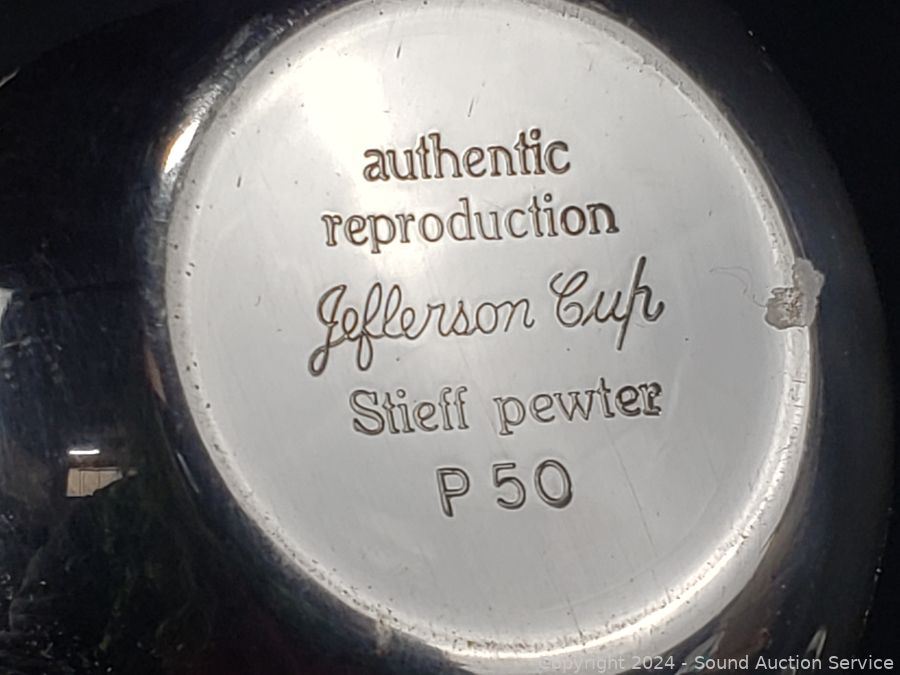 authentic
reproduction
Jefferson Cup
Stieff pewter
P 50
Copyright 2024 - Sound Auction Service